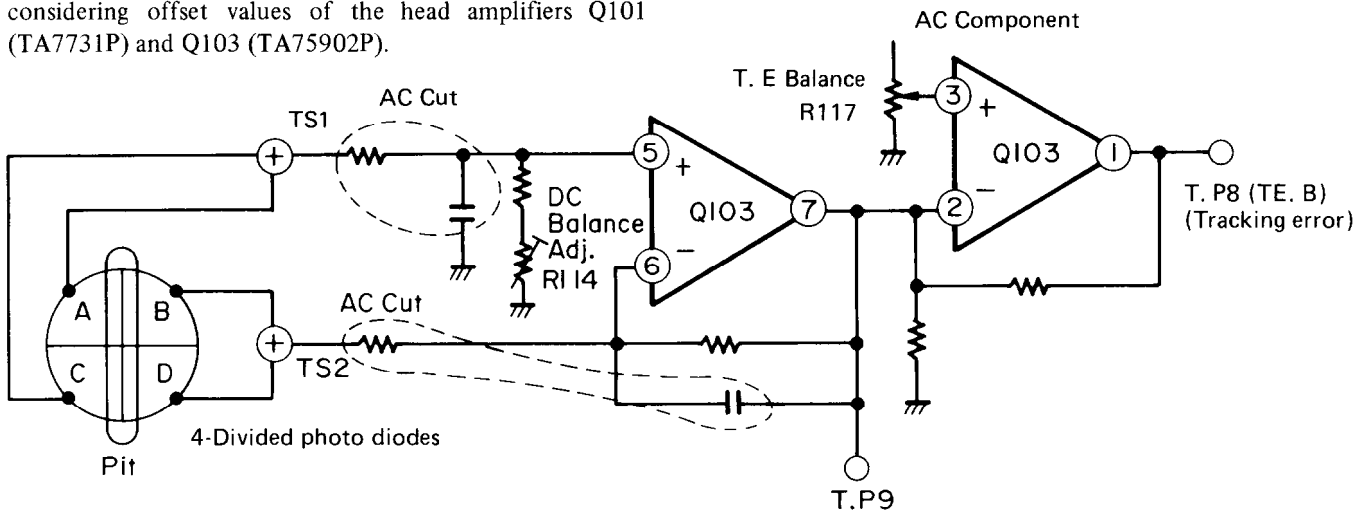 considering offset values of the head amplifiers Q101
(TA7731P) and Q103 (TA75902P).
AC Component
T. E Balance
R117
3
+
Q103
1
−
2
T. P8 (TE. B)
(Tracking error)
AC Cut
TS1
+
5
+
Q103
7
−
6
DC
Balance
Adj.
R114
AC Cut
+
TS2
A
B
C
D
4-Divided photo diodes
Pit
T.P9